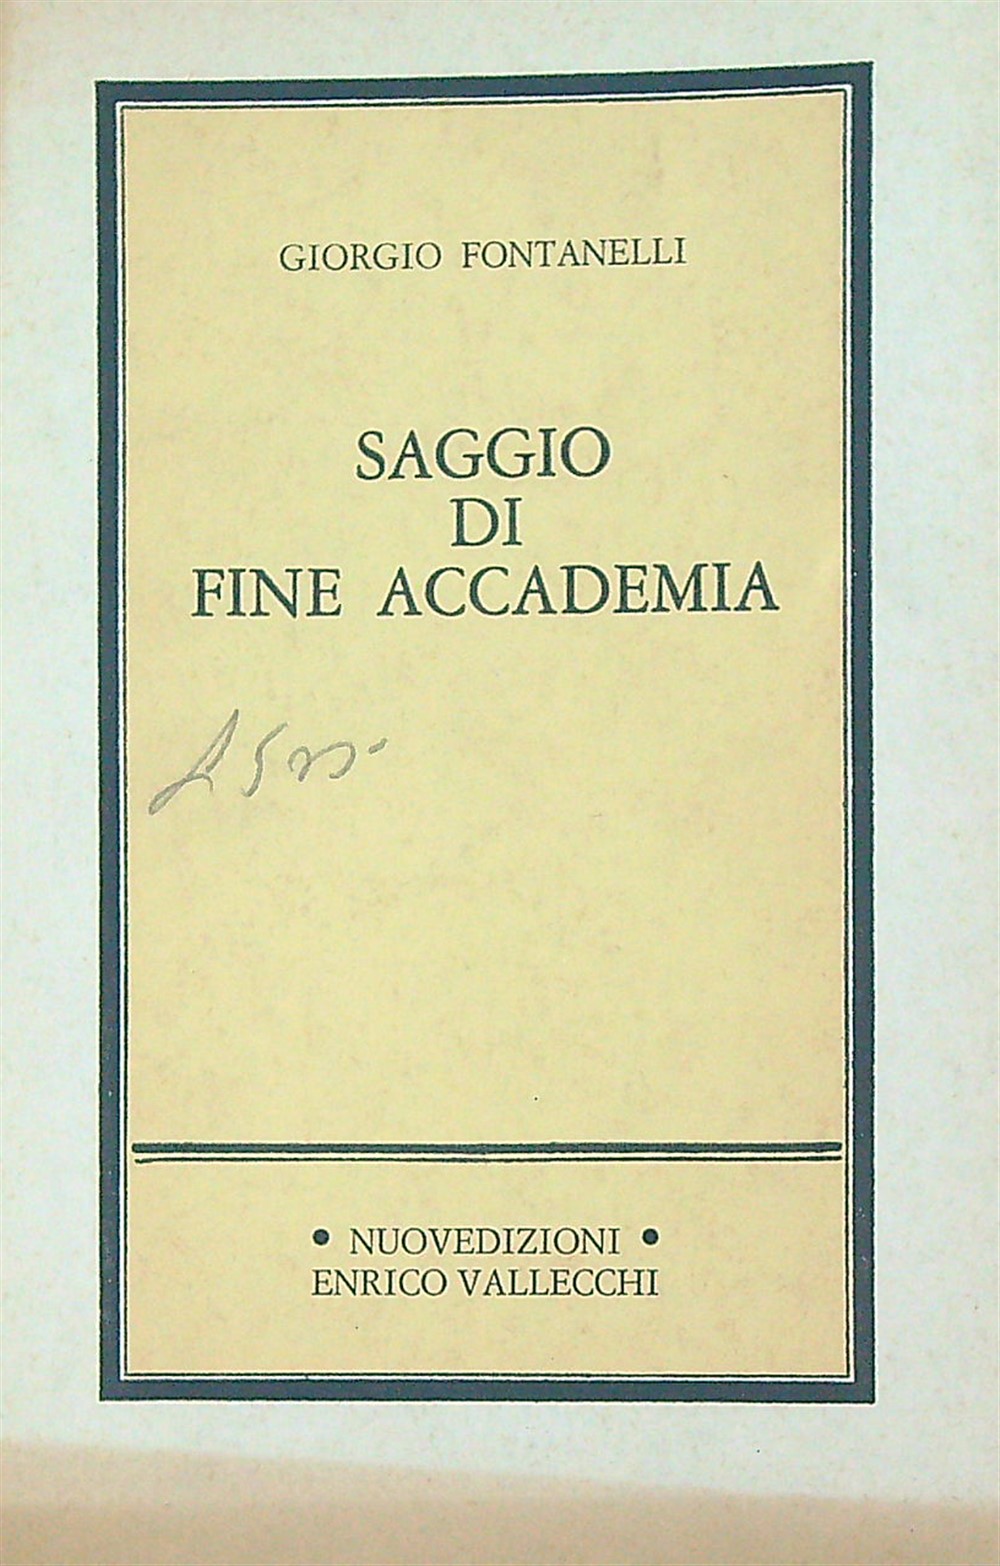 GIORGIO FONTANELLI
SAGGIO
DI
FINE ACCADEMIA
• NUOVEDIZIONI •
ENRICO VALLECCHI